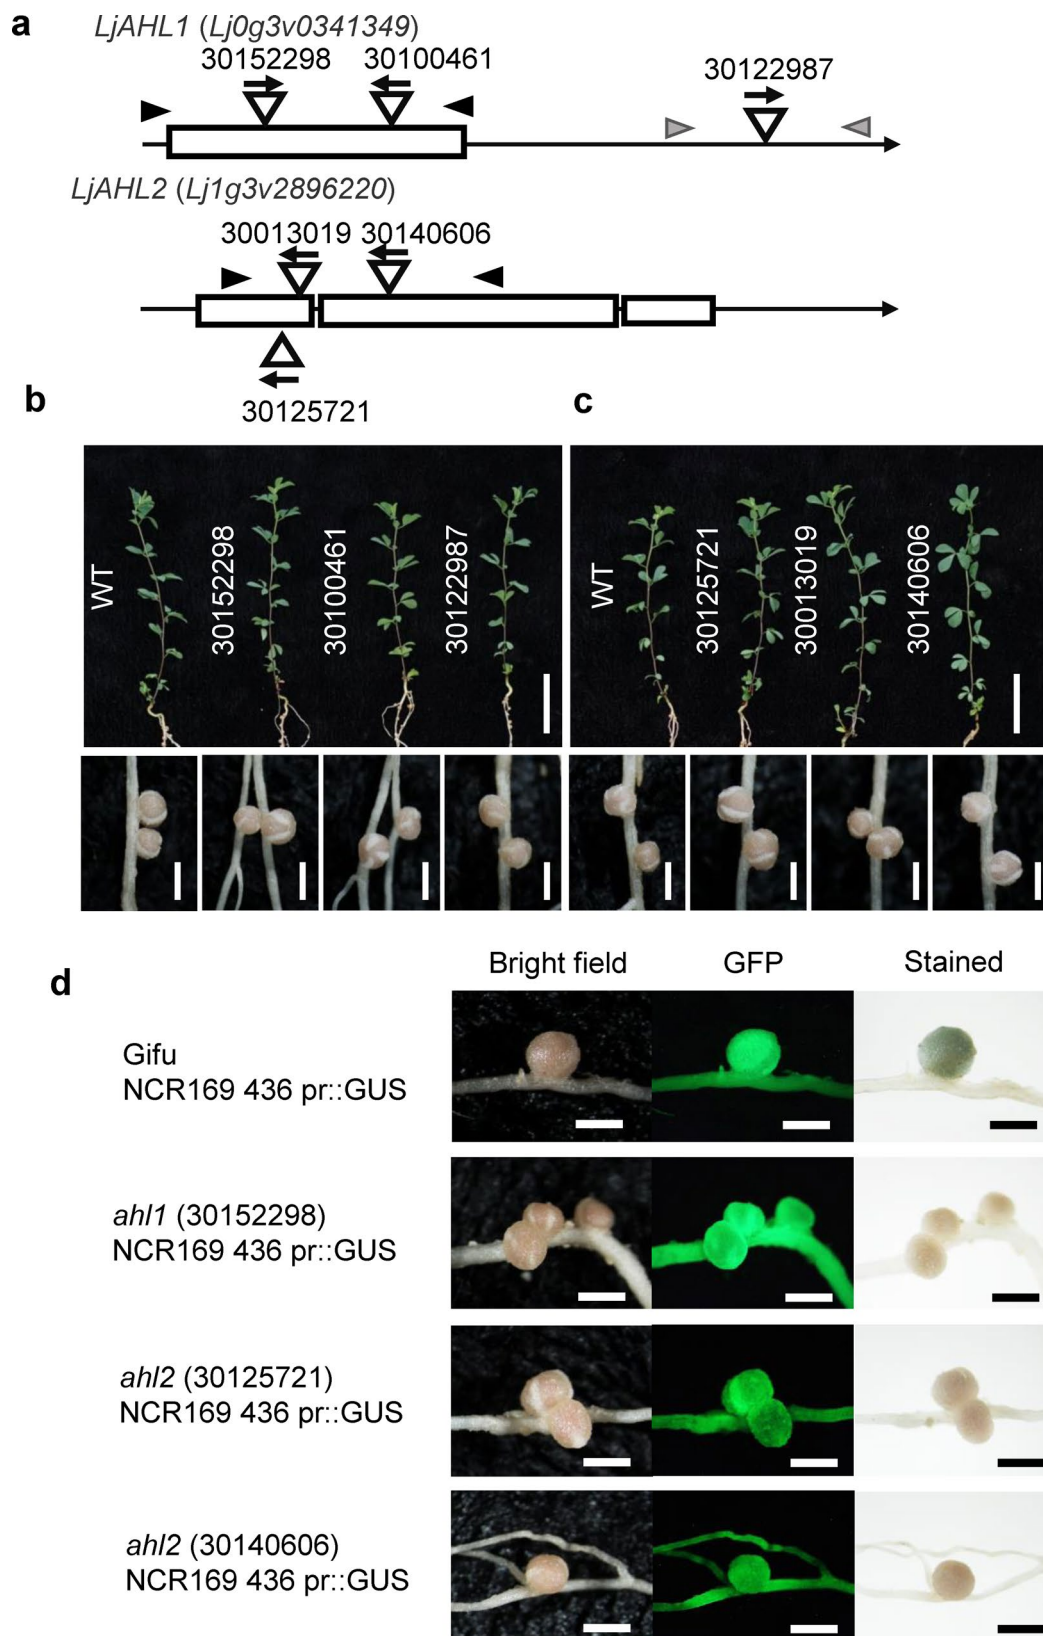 a
LjAHL1 (Lj0g3v0341349)
30152298
30100461
30122987
LjAHL2 (Lj1g3v2896220)
30013019
30140606
30125721
b
WT
30152298
30100461
30122987
c
WT
30125721
30013019
30140606
d
Bright field
GFP
Stained
Gifu
NCR169 436 pr::GUS
ahl1 (30152298)
NCR169 436 pr::GUS
ahl2 (30125721)
NCR169 436 pr::GUS
ahl2 (30140606)
NCR169 436 pr::GUS